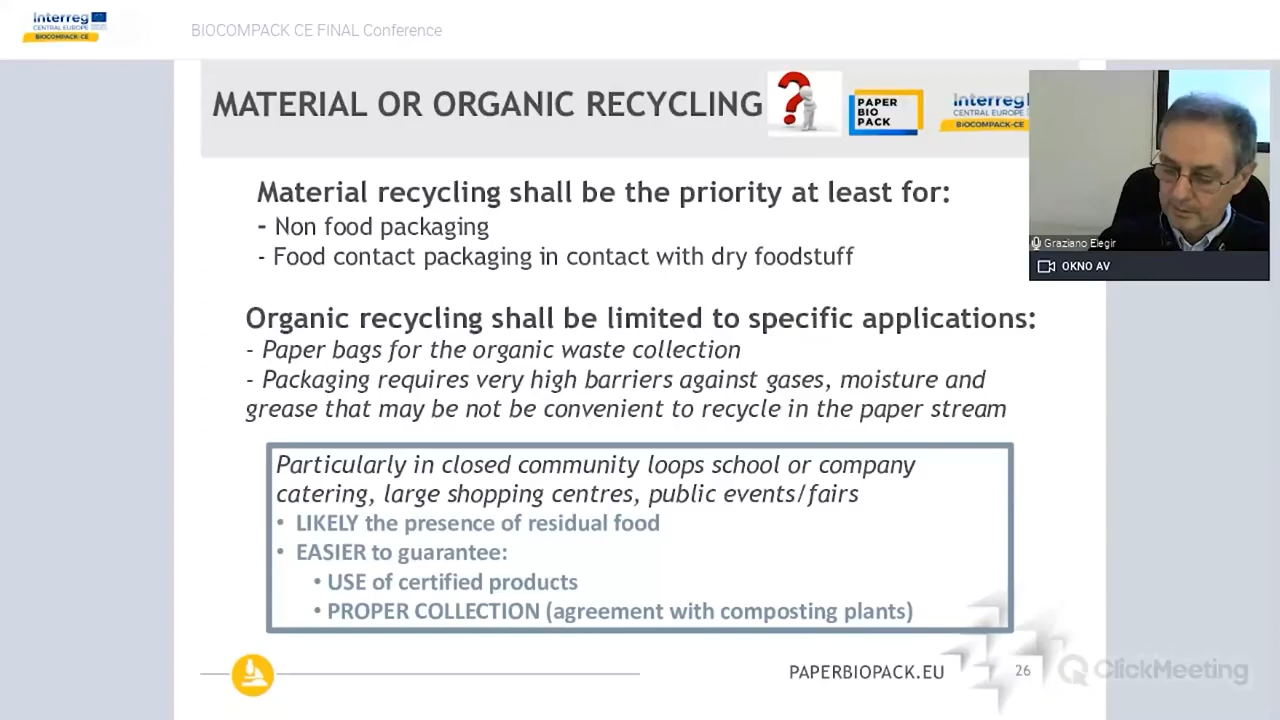 Interreg
CENTRAL EUROPE
BIOCOMPACK-CE
BIOCOMPACK CE FINAL Conference
MATERIAL OR ORGANIC RECYCLING
PAPER
BIO
PACK
Interreg
CENTRAL EUROPE
BIOCOMPACK-CE
Material recycling shall be the priority at least for:
- Non food packaging
- Food contact packaging in contact with dry foodstuff
Graziano Elegir
OKNO AV
Organic recycling shall be limited to specific applications:
- Paper bags for the organic waste collection
- Packaging requires very high barriers against gases, moisture and
grease that may be not be convenient to recycle in the paper stream
Particularly in closed community loops school or company
catering, large shopping centres, public events/fairs
• LIKELY the presence of residual food
• EASIER to guarantee:
• USE of certified products
• PROPER COLLECTION (agreement with composting plants)
PAPERBIOPACK.EU
26
ClickMeeting